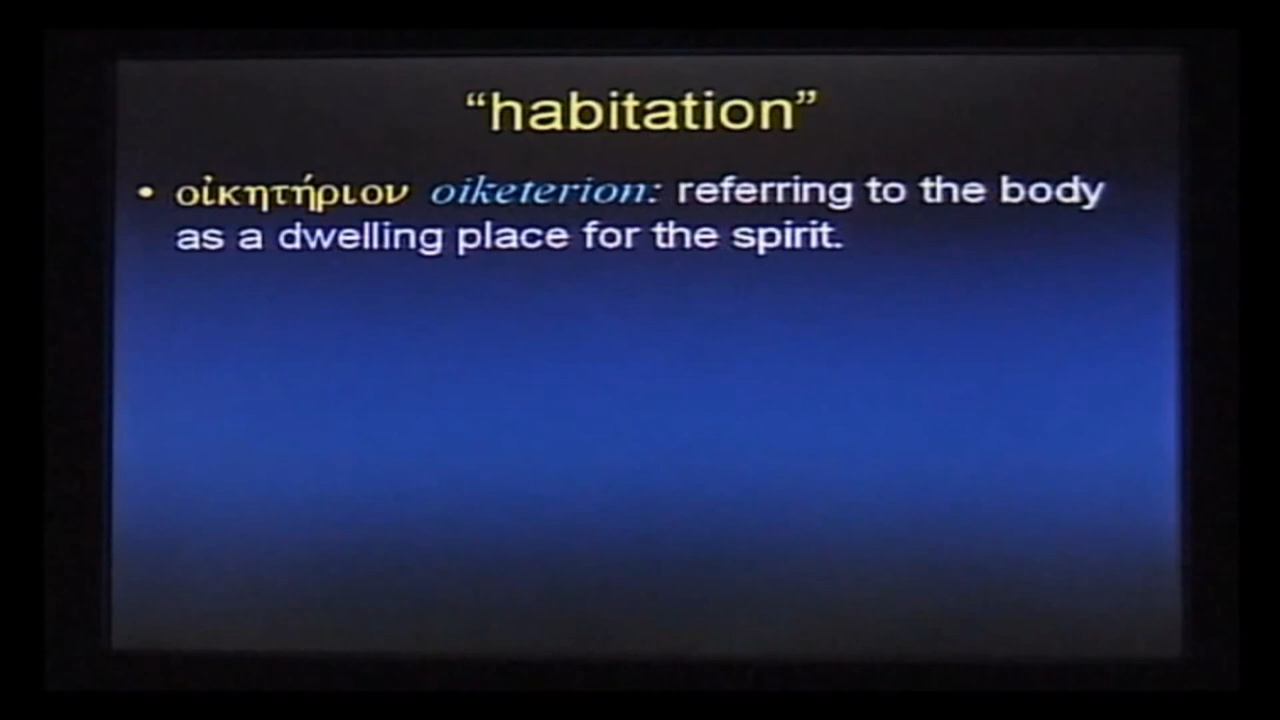 “habitation”
• οἰκητήριον oiketerion: referring to the body
as a dwelling place for the spirit.